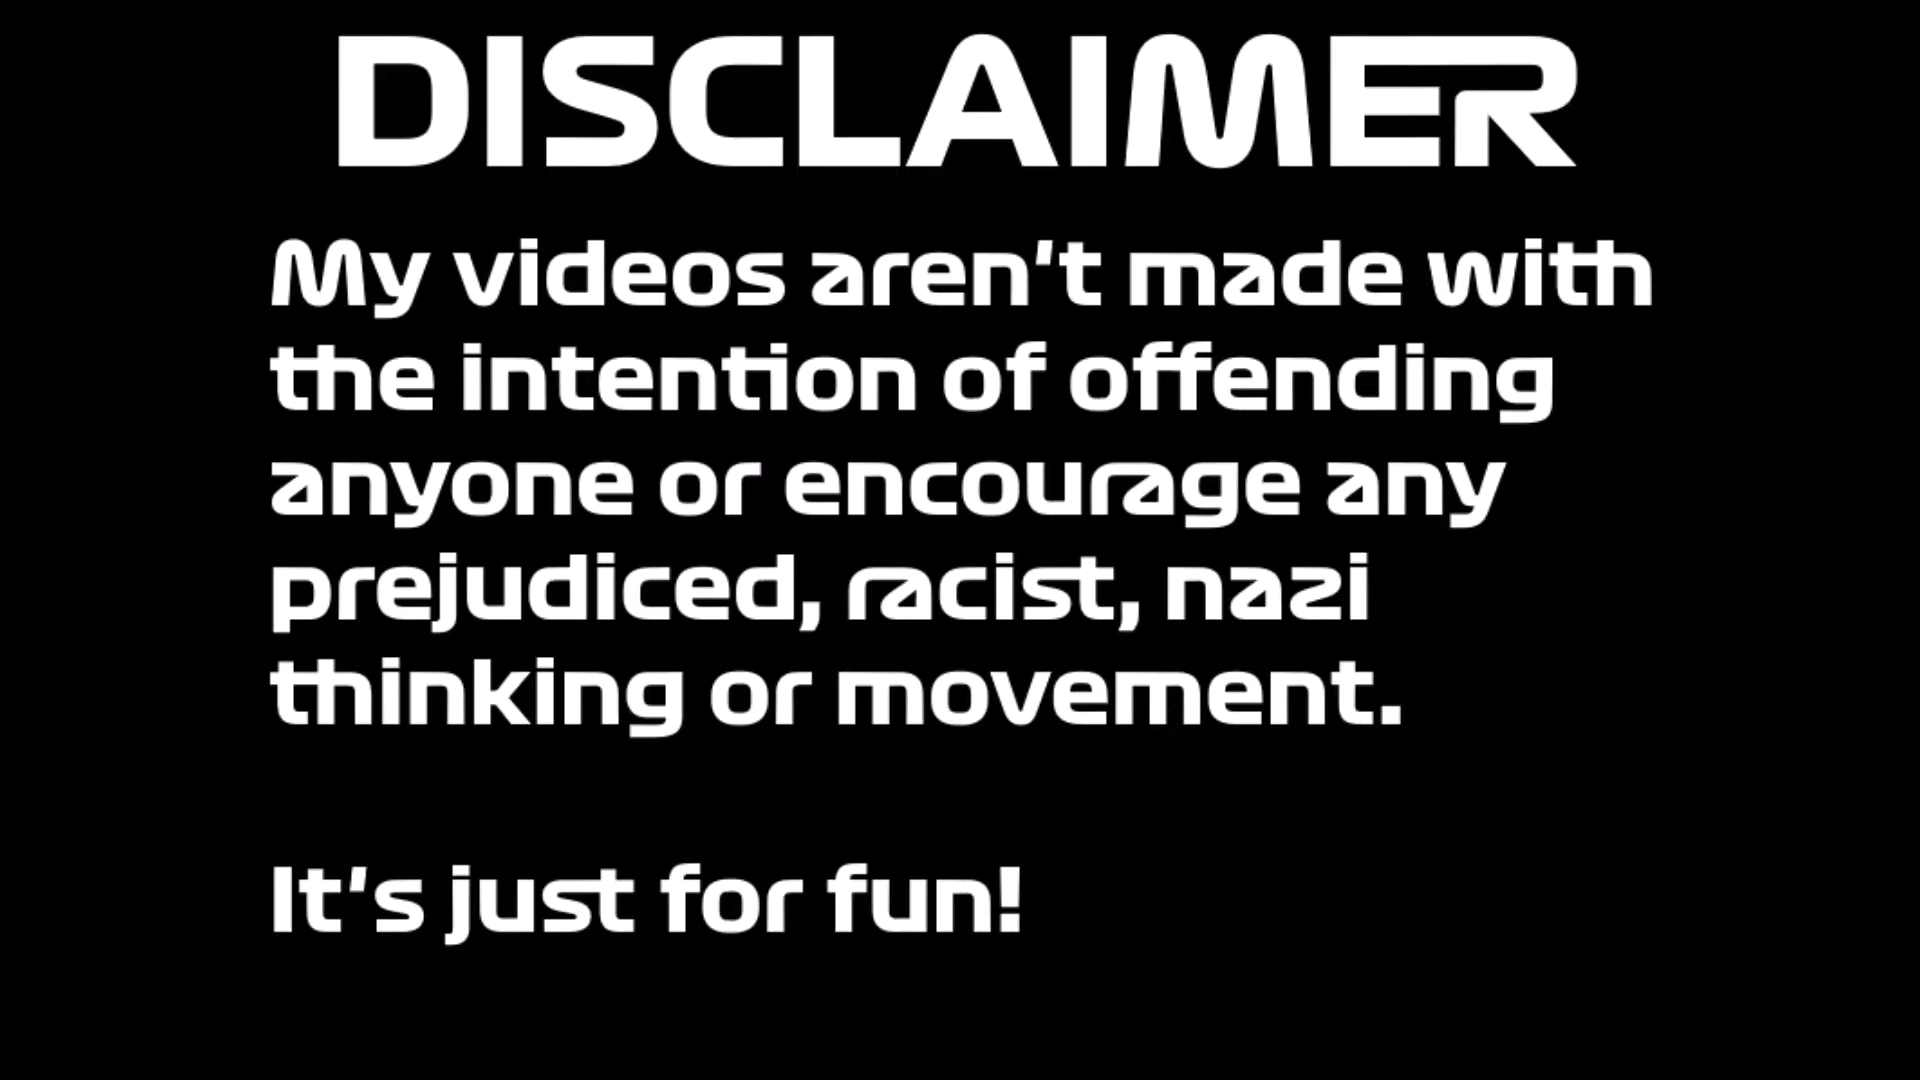 DISCLAIMER
My videos aren't made with
the intention of offending
anyone or encourage any
prejudiced, racist, nazi
thinking or movement.
It's just for fun!